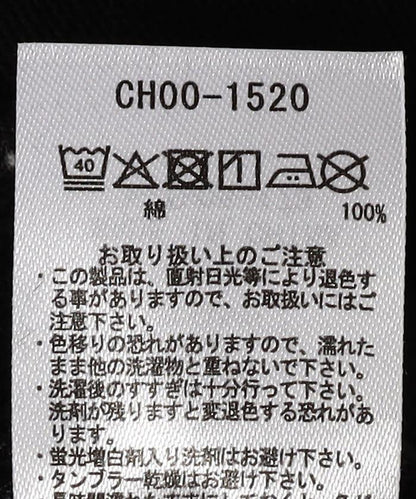 CH00-1520
40
綿 100%
お取り扱い上のご注意
・この製品は、直射日光等により退色す
る事がありますので、お取扱いにはご
注意下さい。
・色移りの恐れがありますので、濡れた
まま他の洗濯物と重ねないで下さい。
・洗濯後のすすぎは十分行って下さい。
洗剤が残りますと変退色する恐れがあ
ります。
・蛍光増白剤入り洗剤はお避け下さい。
・タンブラー乾燥はお避け下さい。